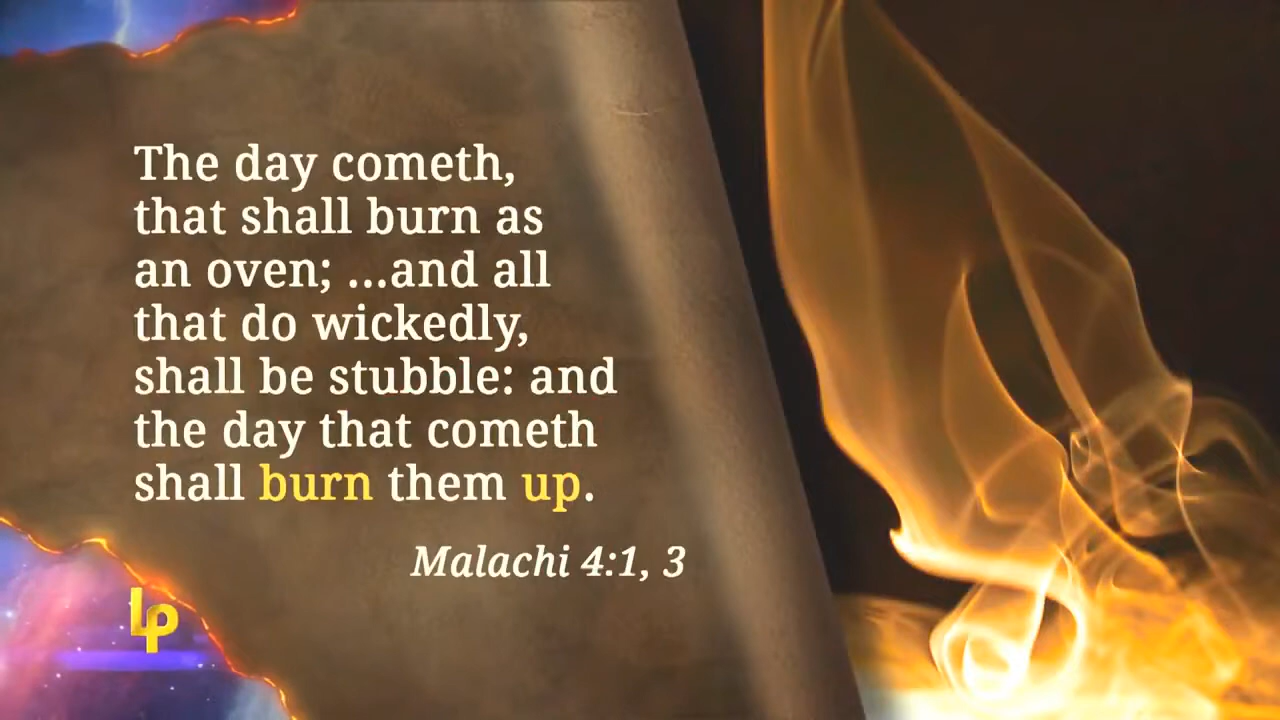 The day cometh,
that shall burn as
an oven; ...and all
that do wickedly,
shall be stubble: and
the day that cometh
shall burn them up.
Malachi 4:1, 3
Lp